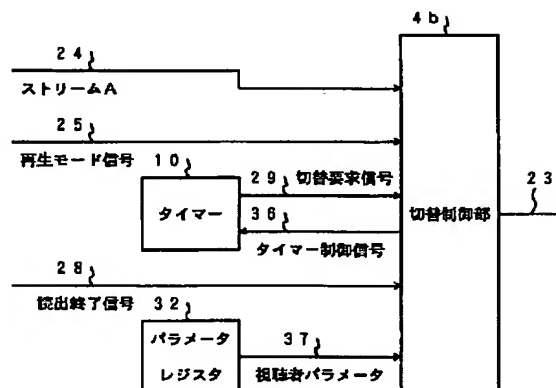 4b
24
ストリームA
25
再生モード信号
10
29 切替要求信号
23
タイマー
36
切替制御部
タイマー制御信号
28
読出終了信号
32
パラメータ
37
レジスタ
視聴者パラメータ